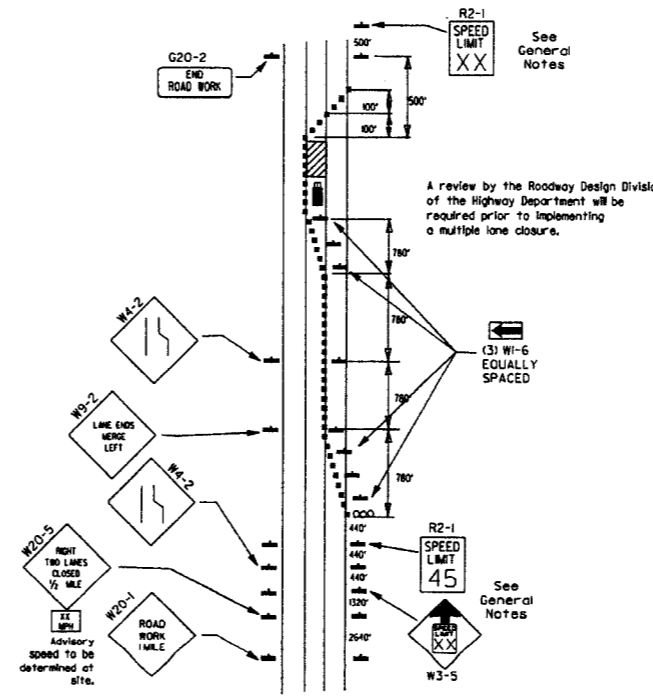 R2-1
SPEED
LIMIT
XX
See
General
Notes
500'
G20-2
END
ROAD WORK
500'
100'
100'
A review by the Roadway Design Divisio
of the Highway Department will be
required prior to implementing
a multiple lane closure.
780'
780'
780'
780'
(3) W1-6
EQUALLY
SPACED
W4-2
W9-2
LANE ENDS
MERGE
LEFT
W4-2
440'
440'
440'
1320'
2640'
R2-1
SPEED
LIMIT
45
See
General
Notes
SPEED
LIMIT
XX
W3-5
W20-5
RIGHT
TWO LANES
CLOSED
½ MILE
XX
MPH
Advisory
speed to be
determined at
site.
W20-1
ROAD
WORK
1 MILE